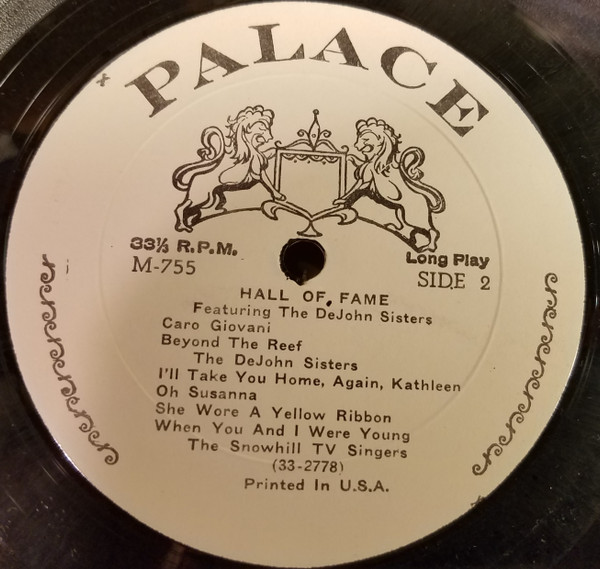 PALACE
33⅓ R.P.M.
Long Play
M-755
SIDE 2
HALL OF FAME
Featuring The DeJohn Sisters
Caro Giovani
Beyond The Reef
The DeJohn Sisters
I'll Take You Home, Again, Kathleen
Oh Susanna
She Wore A Yellow Ribbon
When You And I Were Young
The Snowhill TV Singers
(33-2778)
Printed In U.S.A.